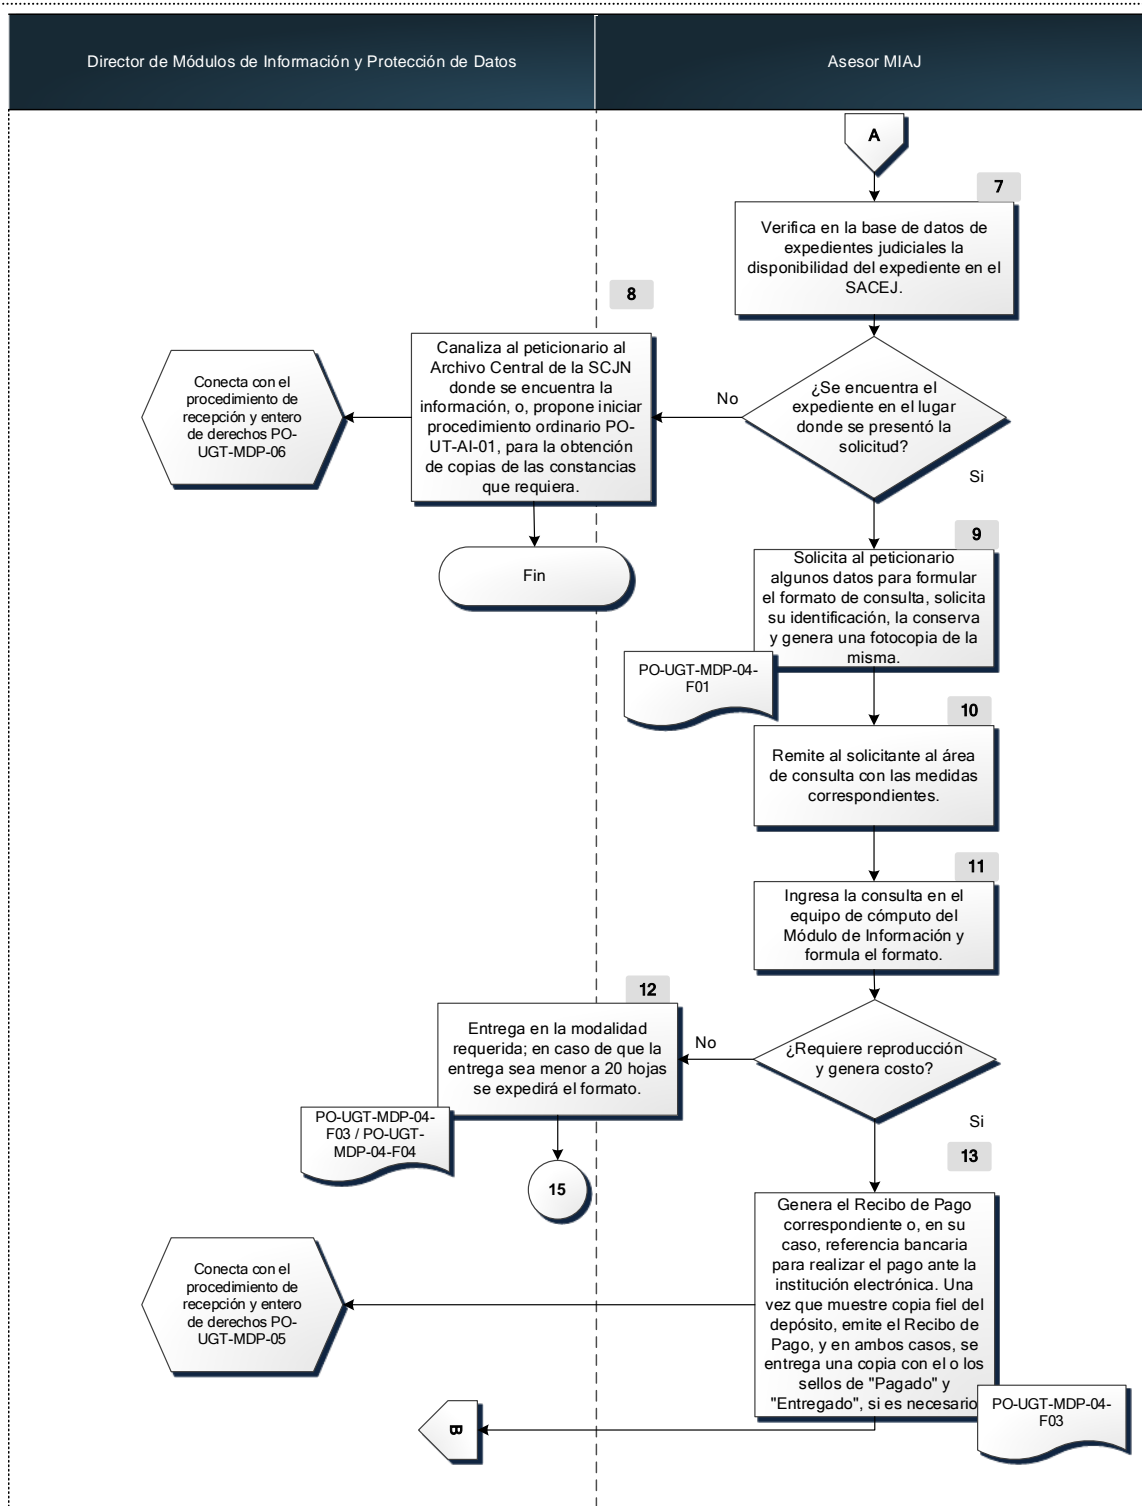 Director de Módulos de Información y Protección de Datos
Asesor MIAJ
A
7
Verifica en la base de datos de
expedientes judiciales la
disponibilidad del expediente en el
SACEJ.
8
Canaliza al peticionario al
Archivo Central de la SCJN
donde se encuentra la
información, o, propone iniciar
procedimiento ordinario PO-
UT-AI-01, para la obtención
de copias de las constancias
que requiera.
Conecta con el
procedimiento de
recepción y entero
de derechos PO-
UGT-MDP-06
No
¿Se encuentra el
expediente en el lugar
donde se presentó la
solicitud?
Si
Fin
9
Solicita al peticionario
algunos datos para formular
el formato de consulta, solicita
su identificación, la conserva
y genera una fotocopia de la
misma.
PO-UGT-MDP-04-
F01
10
Remite al solicitante al área
de consulta con las medidas
correspondientes.
11
Ingresa la consulta en el
equipo de cómputo del
Módulo de Información y
formula el formato.
12
Entrega en la modalidad
requerida; en caso de que la
entrega sea menor a 20 hojas
se expedirá el formato.
No
¿Requiere reproducción
y genera costo?
Si
PO-UGT-MDP-04-
F03 / PO-UGT-
MDP-04-F04
15
13
Genera el Recibo de Pago
correspondiente o, en su
caso, referencia bancaria
para realizar el pago ante la
institución electrónica. Una
vez que muestre copia fiel del
depósito, emite el Recibo de
Pago, y en ambos casos, se
entrega una copia con el o los
sellos de "Pagado" y
"Entregado", si es necesario
Conecta con el
procedimiento de
recepción y entero
de derechos PO-
UGT-MDP-05
PO-UGT-MDP-04-
F03
B